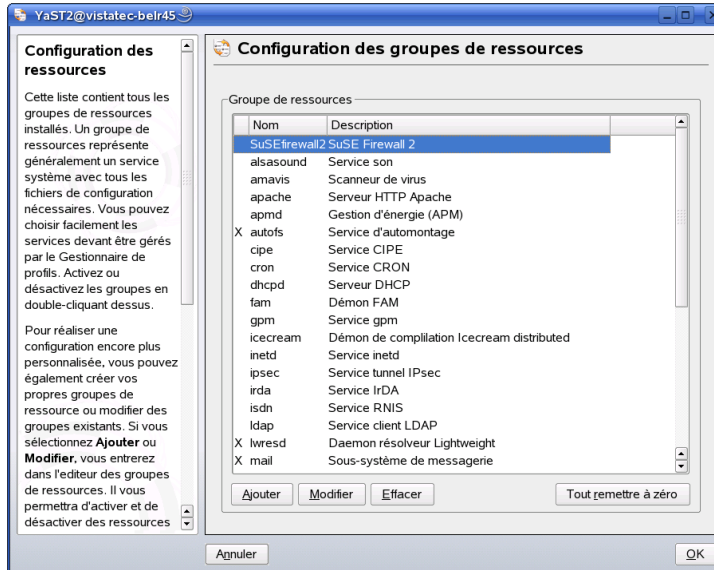 YaST2@vistatec-belr45
Configuration des
ressources
Cette liste contient tous les
groupes de ressources
installés. Un groupe de
ressources représente
généralement un service
système avec tous les
fichiers de configuration
nécessaires. Vous pouvez
choisir facilement les
services devant être gérés
par le Gestionnaire de
profils. Activez ou
désactivez les groupes en
double-cliquant dessus.
Pour réaliser une
configuration encore plus
personnalisée, vous pouvez
également créer vos
propres groupes de
ressource ou modifier des
groupes existants. Si vous
sélectionnez Ajouter ou
Modifier, vous entrerez
dans l'editeur des groupes
de ressources. Il vous
permettra d'activer et de
désactiver des ressources
Configuration des groupes de ressources
Groupe de ressources
Nom Description
SuSEfirewall2 SuSE Firewall 2
alsasound Service son
amavis Scanneur de virus
apache Serveur HTTP Apache
apmd Gestion d'énergie (APM)
X autofs Service d'automontage
cipe Service CIPE
cron Service CRON
dhcpd Serveur DHCP
fam Démon FAM
gpm Service gpm
icecream Démon de complilation Icecream distributed
inetd Service inetd
ipsec Service tunnel IPsec
irda Service IrDA
isdn Service RNIS
ldap Service client LDAP
X lwresd Daemon résolveur Lightweight
X mail Sous-système de messagerie
Ajouter Modifier Effacer Tout remettre à zéro
Annuler OK